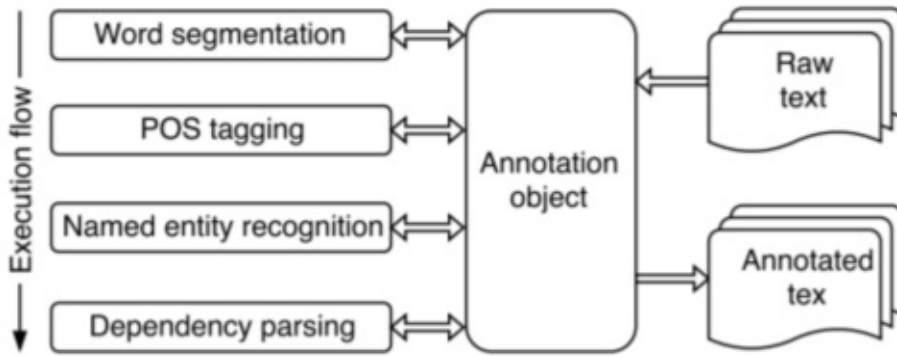 Execution flow
Word segmentation
POS tagging
Named entity recognition
Dependency parsing
Annotation
object
Raw
text
Annotated
tex